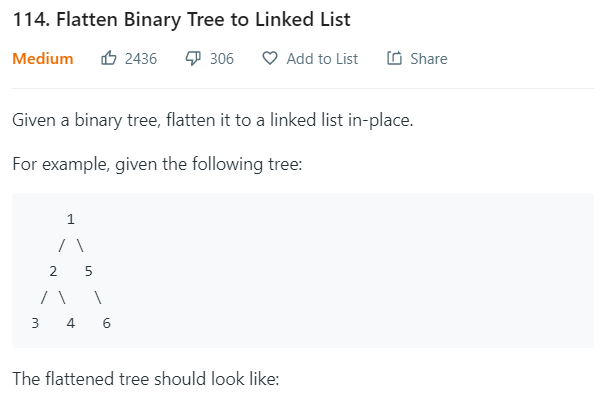 114. Flatten Binary Tree to Linked List
Medium 2436 306 Add to List Share
Given a binary tree, flatten it to a linked list in-place.
For example, given the following tree:
    1
   / \
  2   5
 / \   \
3   4   6
The flattened tree should look like: